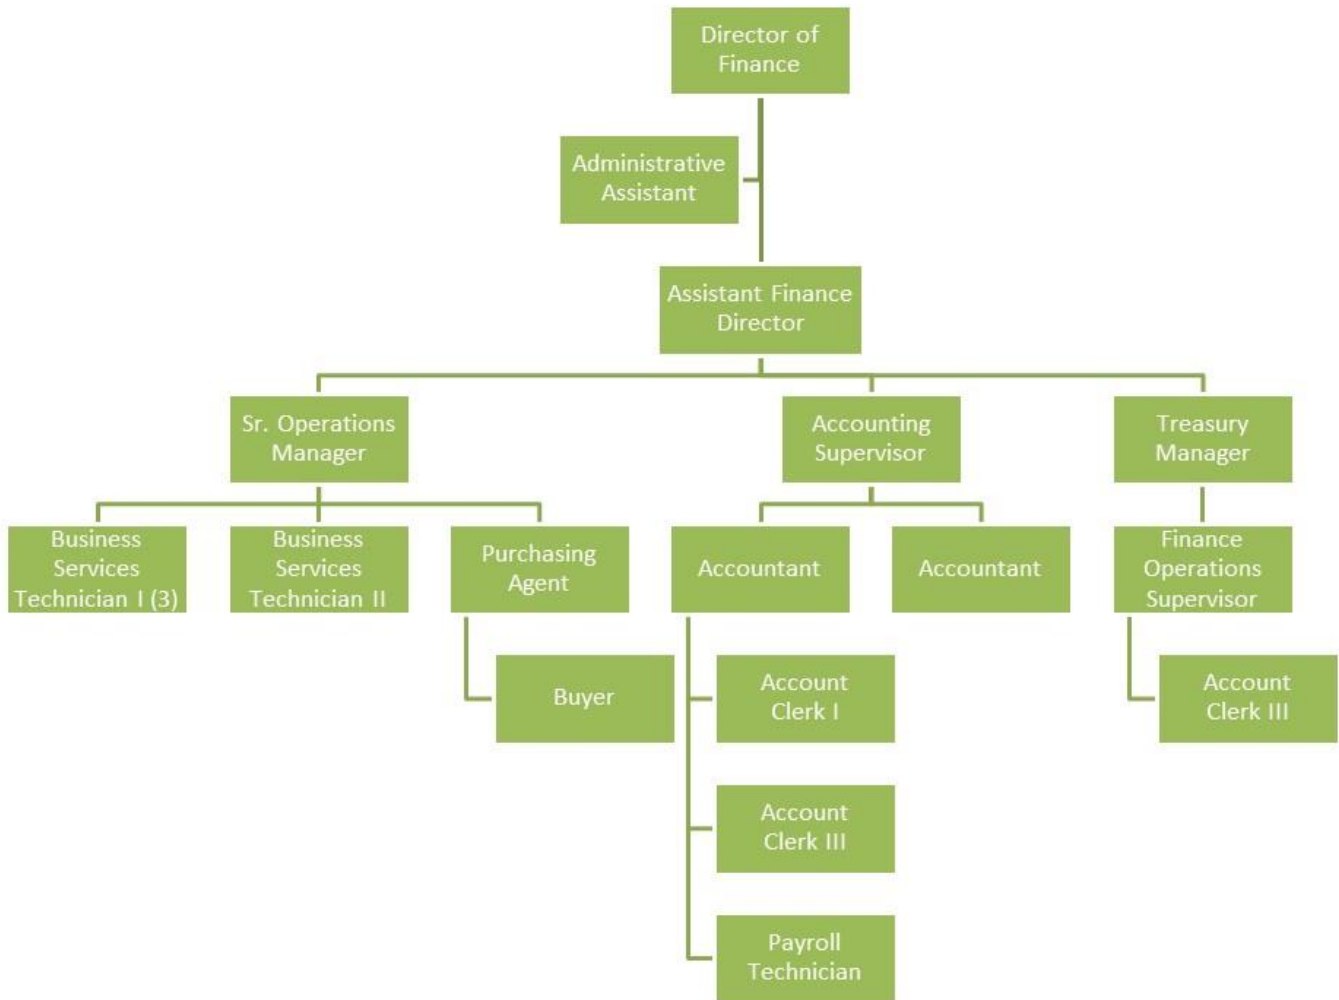 Director of
Finance
Administrative
Assistant
Assistant Finance
Director
Sr. Operations
Manager
Accounting
Supervisor
Treasury
Manager
Business
Services
Technician I (3)
Business
Services
Technician II
Purchasing
Agent
Accountant
Accountant
Finance
Operations
Supervisor
Buyer
Account
Clerk I
Account
Clerk III
Account
Clerk III
Payroll
Technician